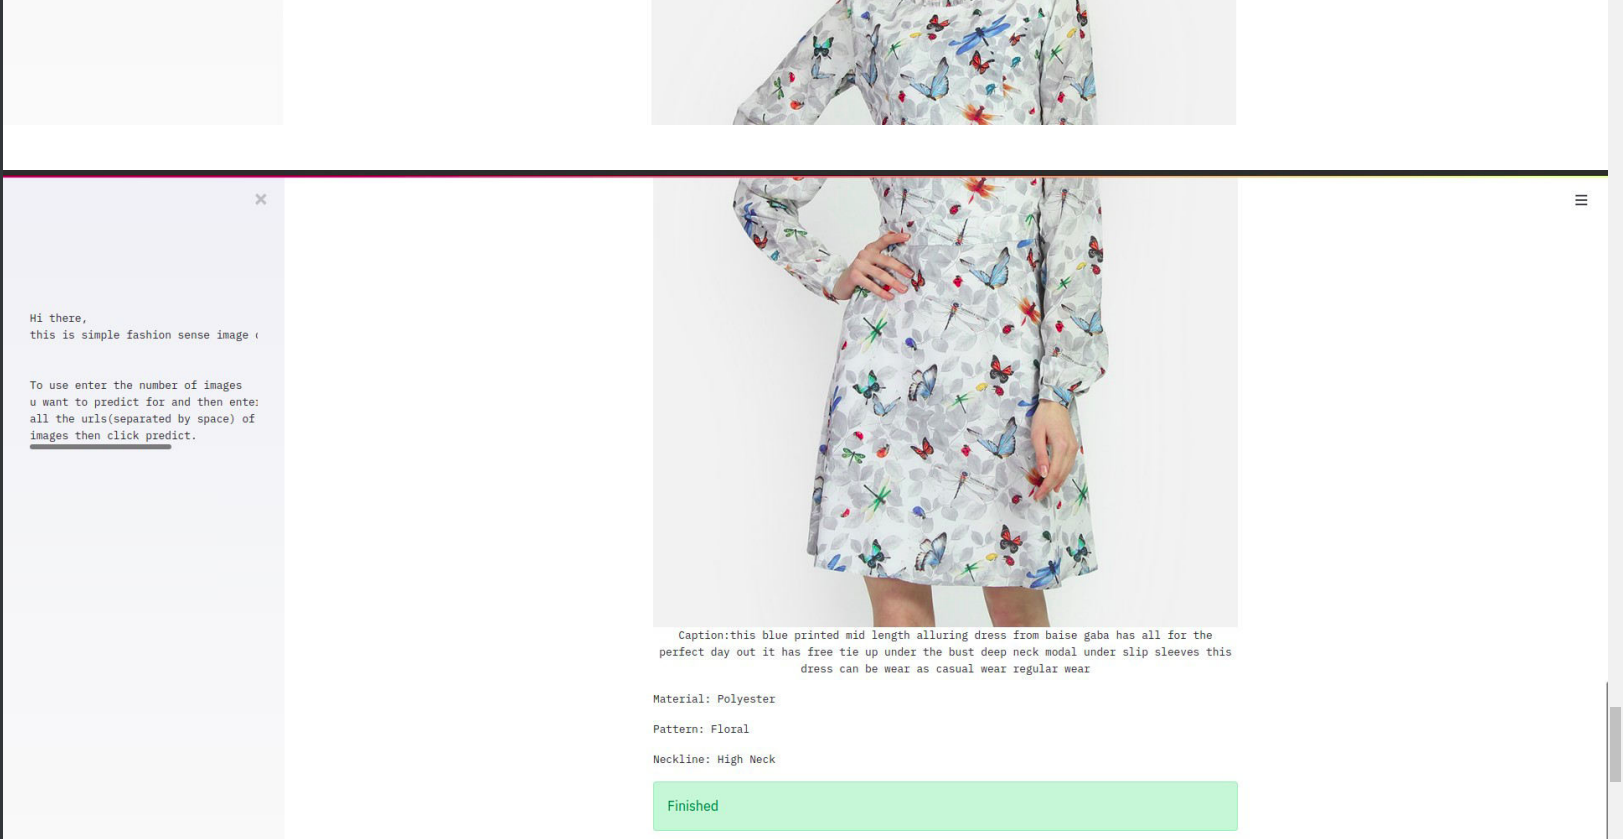 Hi there,
this is simple fashion sense image
To use enter the number of images
u want to predict for and then enter
all the urls(separated by space) of
images then click predict.
Caption:this blue printed mid length alluring dress from baise gaba has all for the
perfect day out it has free tie up under the bust deep neck modal under slip sleeves this
dress can be wear as casual wear regular wear
Material: Polyester
Pattern: Floral
Neckline: High Neck
Finished